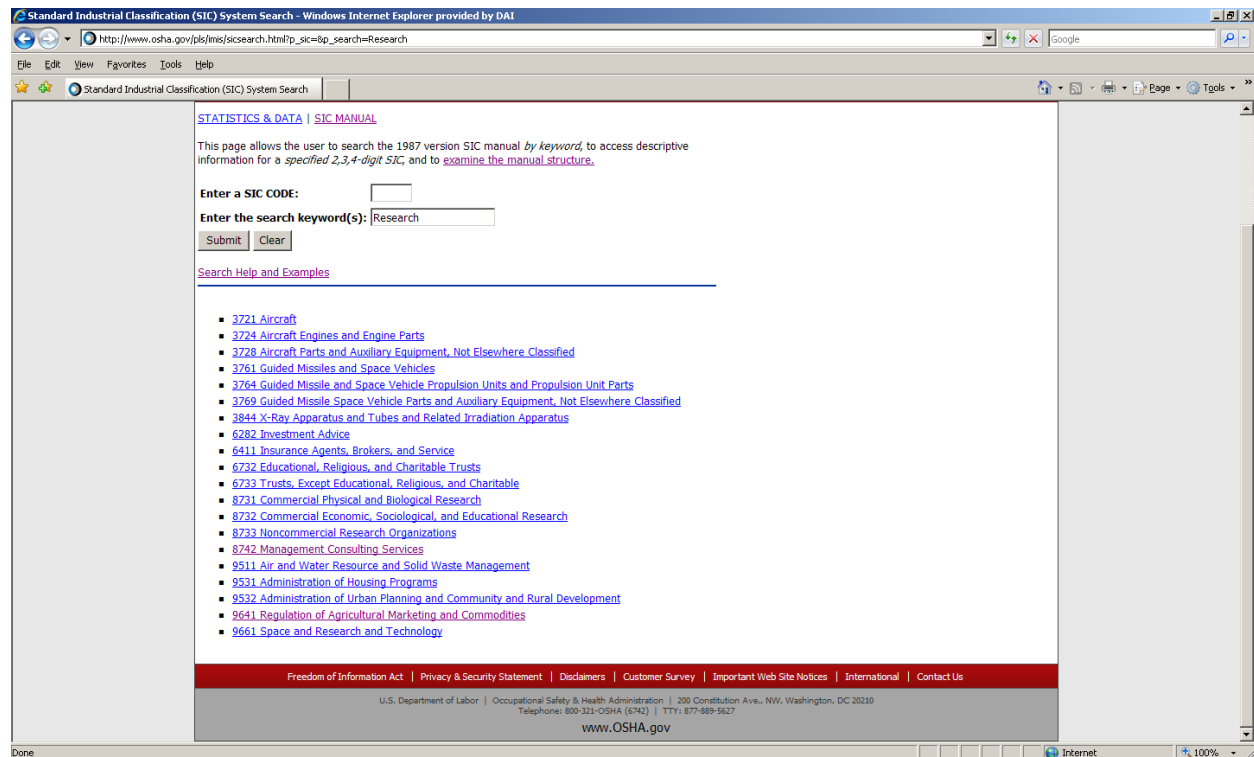 Standard Industrial Classification (SIC) System Search - Windows Internet Explorer provided by DAI
http://www.osha.gov/pls/imis/sicsearch.html?p_sic=&p_search=Research
Google
File Edit View Favorites Tools Help
Standard Industrial Classification (SIC) System Search
Page Tools »
STATISTICS & DATA | SIC MANUAL
This page allows the user to search the 1987 version SIC manual by keyword, to access descriptive
information for a specified 2,3,4-digit SIC, and to examine the manual structure.
Enter a SIC CODE:
Enter the search keyword(s): Research
Submit Clear
Search Help and Examples
3721 Aircraft
3724 Aircraft Engines and Engine Parts
3728 Aircraft Parts and Auxiliary Equipment, Not Elsewhere Classified
3761 Guided Missiles and Space Vehicles
3764 Guided Missile and Space Vehicle Propulsion Units and Propulsion Unit Parts
3769 Guided Missile Space Vehicle Parts and Auxiliary Equipment, Not Elsewhere Classified
3844 X-Ray Apparatus and Tubes and Related Irradiation Apparatus
6282 Investment Advice
6411 Insurance Agents, Brokers, and Service
6732 Educational, Religious, and Charitable Trusts
6733 Trusts, Except Educational, Religious, and Charitable
8731 Commercial Physical and Biological Research
8732 Commercial Economic, Sociological, and Educational Research
8733 Noncommercial Research Organizations
8742 Management Consulting Services
9511 Air and Water Resource and Solid Waste Management
9531 Administration of Housing Programs
9532 Administration of Urban Planning and Community and Rural Development
9641 Regulation of Agricultural Marketing and Commodities
9661 Space and Research and Technology
Freedom of Information Act | Privacy & Security Statement | Disclaimers | Customer Survey | Important Web Site Notices | International | Contact Us
U.S. Department of Labor | Occupational Safety & Health Administration | 200 Constitution Ave., NW, Washington, DC 20210
Telephone: 800-321-OSHA (6742) | TTY: 877-889-5627
www.OSHA.gov
Done Internet 100%